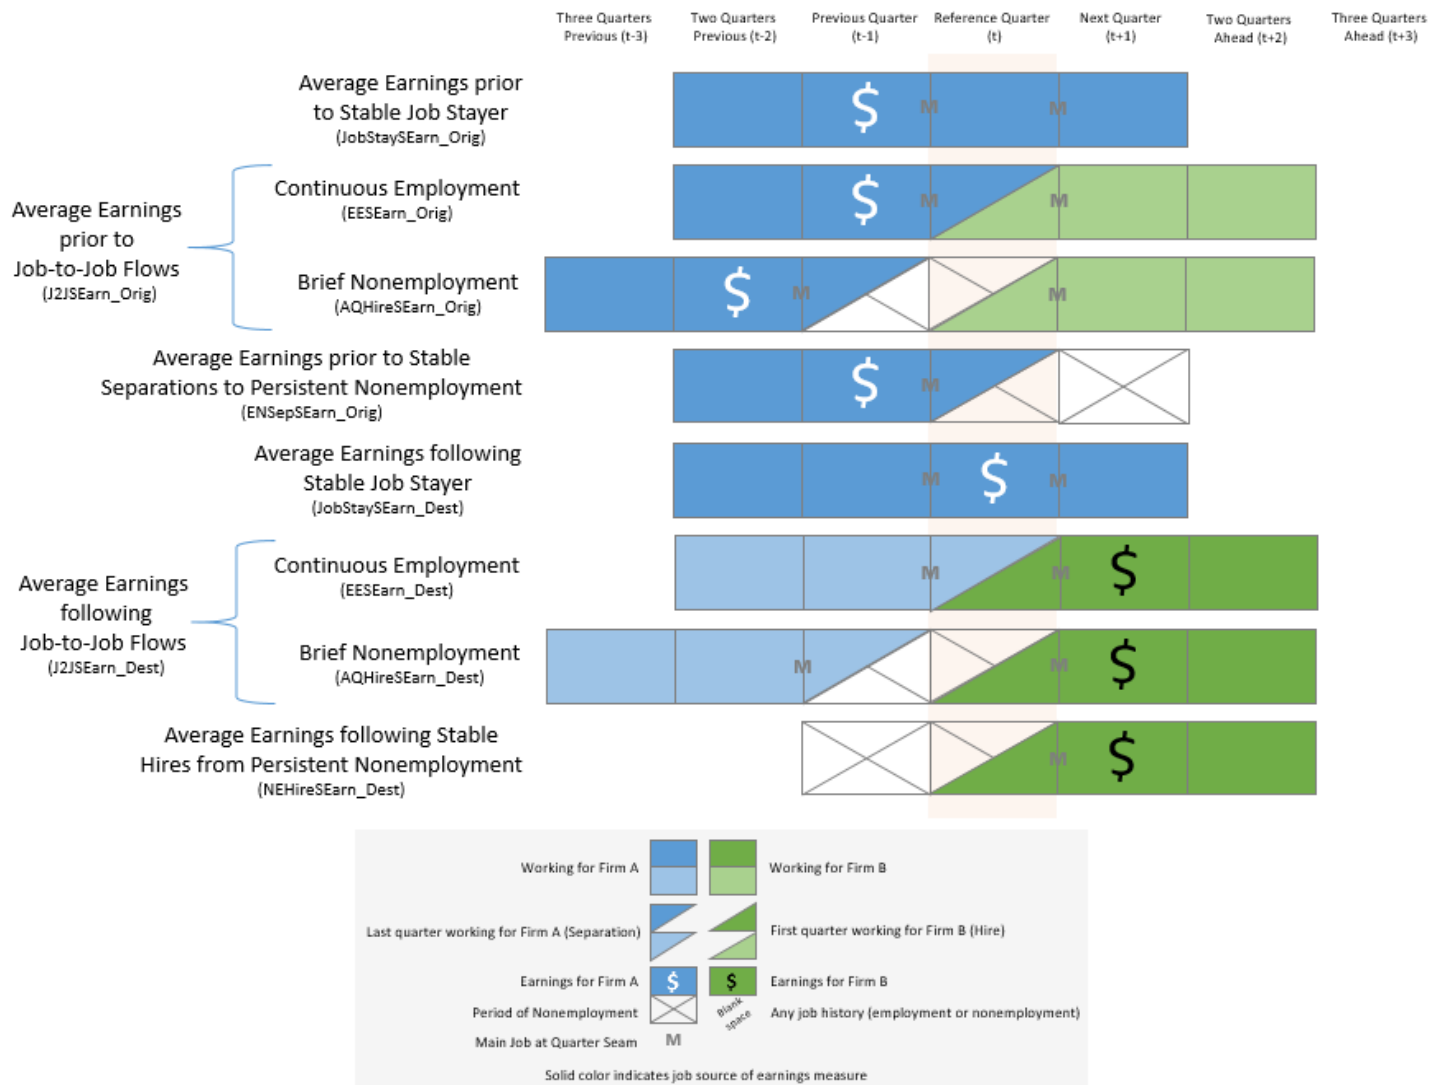 Three Quarters
Previous (t-3)
Two Quarters
Previous (t-2)
Previous Quarter
(t-1)
Reference Quarter
(t)
Next Quarter
(t+1)
Two Quarters
Ahead (t+2)
Three Quarters
Ahead (t+3)
Average Earnings prior
to Stable Job Stayer
(JobStaySEarn_Orig)
$
M
M
Average Earnings
prior to
Job-to-Job Flows
(J2JSEarn_Orig)
Continuous Employment
(EESEarn_Orig)
$
M
M
Brief Nonemployment
(AQHireSEarn_Orig)
$
M
M
Average Earnings prior to Stable
Separations to Persistent Nonemployment
(ENSepSEarn_Orig)
$
M
Average Earnings following
Stable Job Stayer
(JobStaySEarn_Dest)
M
$
M
Average Earnings
following
Job-to-Job Flows
(J2JSEarn_Dest)
Continuous Employment
(EESEarn_Dest)
M
M
$
Brief Nonemployment
(AQHireSEarn_Dest)
M
M
$
Average Earnings following Stable
Hires from Persistent Nonemployment
(NEHireSEarn_Dest)
M
$
Working for Firm A
Working for Firm B
Last quarter working for Firm A (Separation)
First quarter working for Firm B (Hire)
Earnings for Firm A
$
$
Earnings for Firm B
Period of Nonemployment
Blank
space
Any job history (employment or nonemployment)
Main Job at Quarter Seam
M
Solid color indicates job source of earnings measure